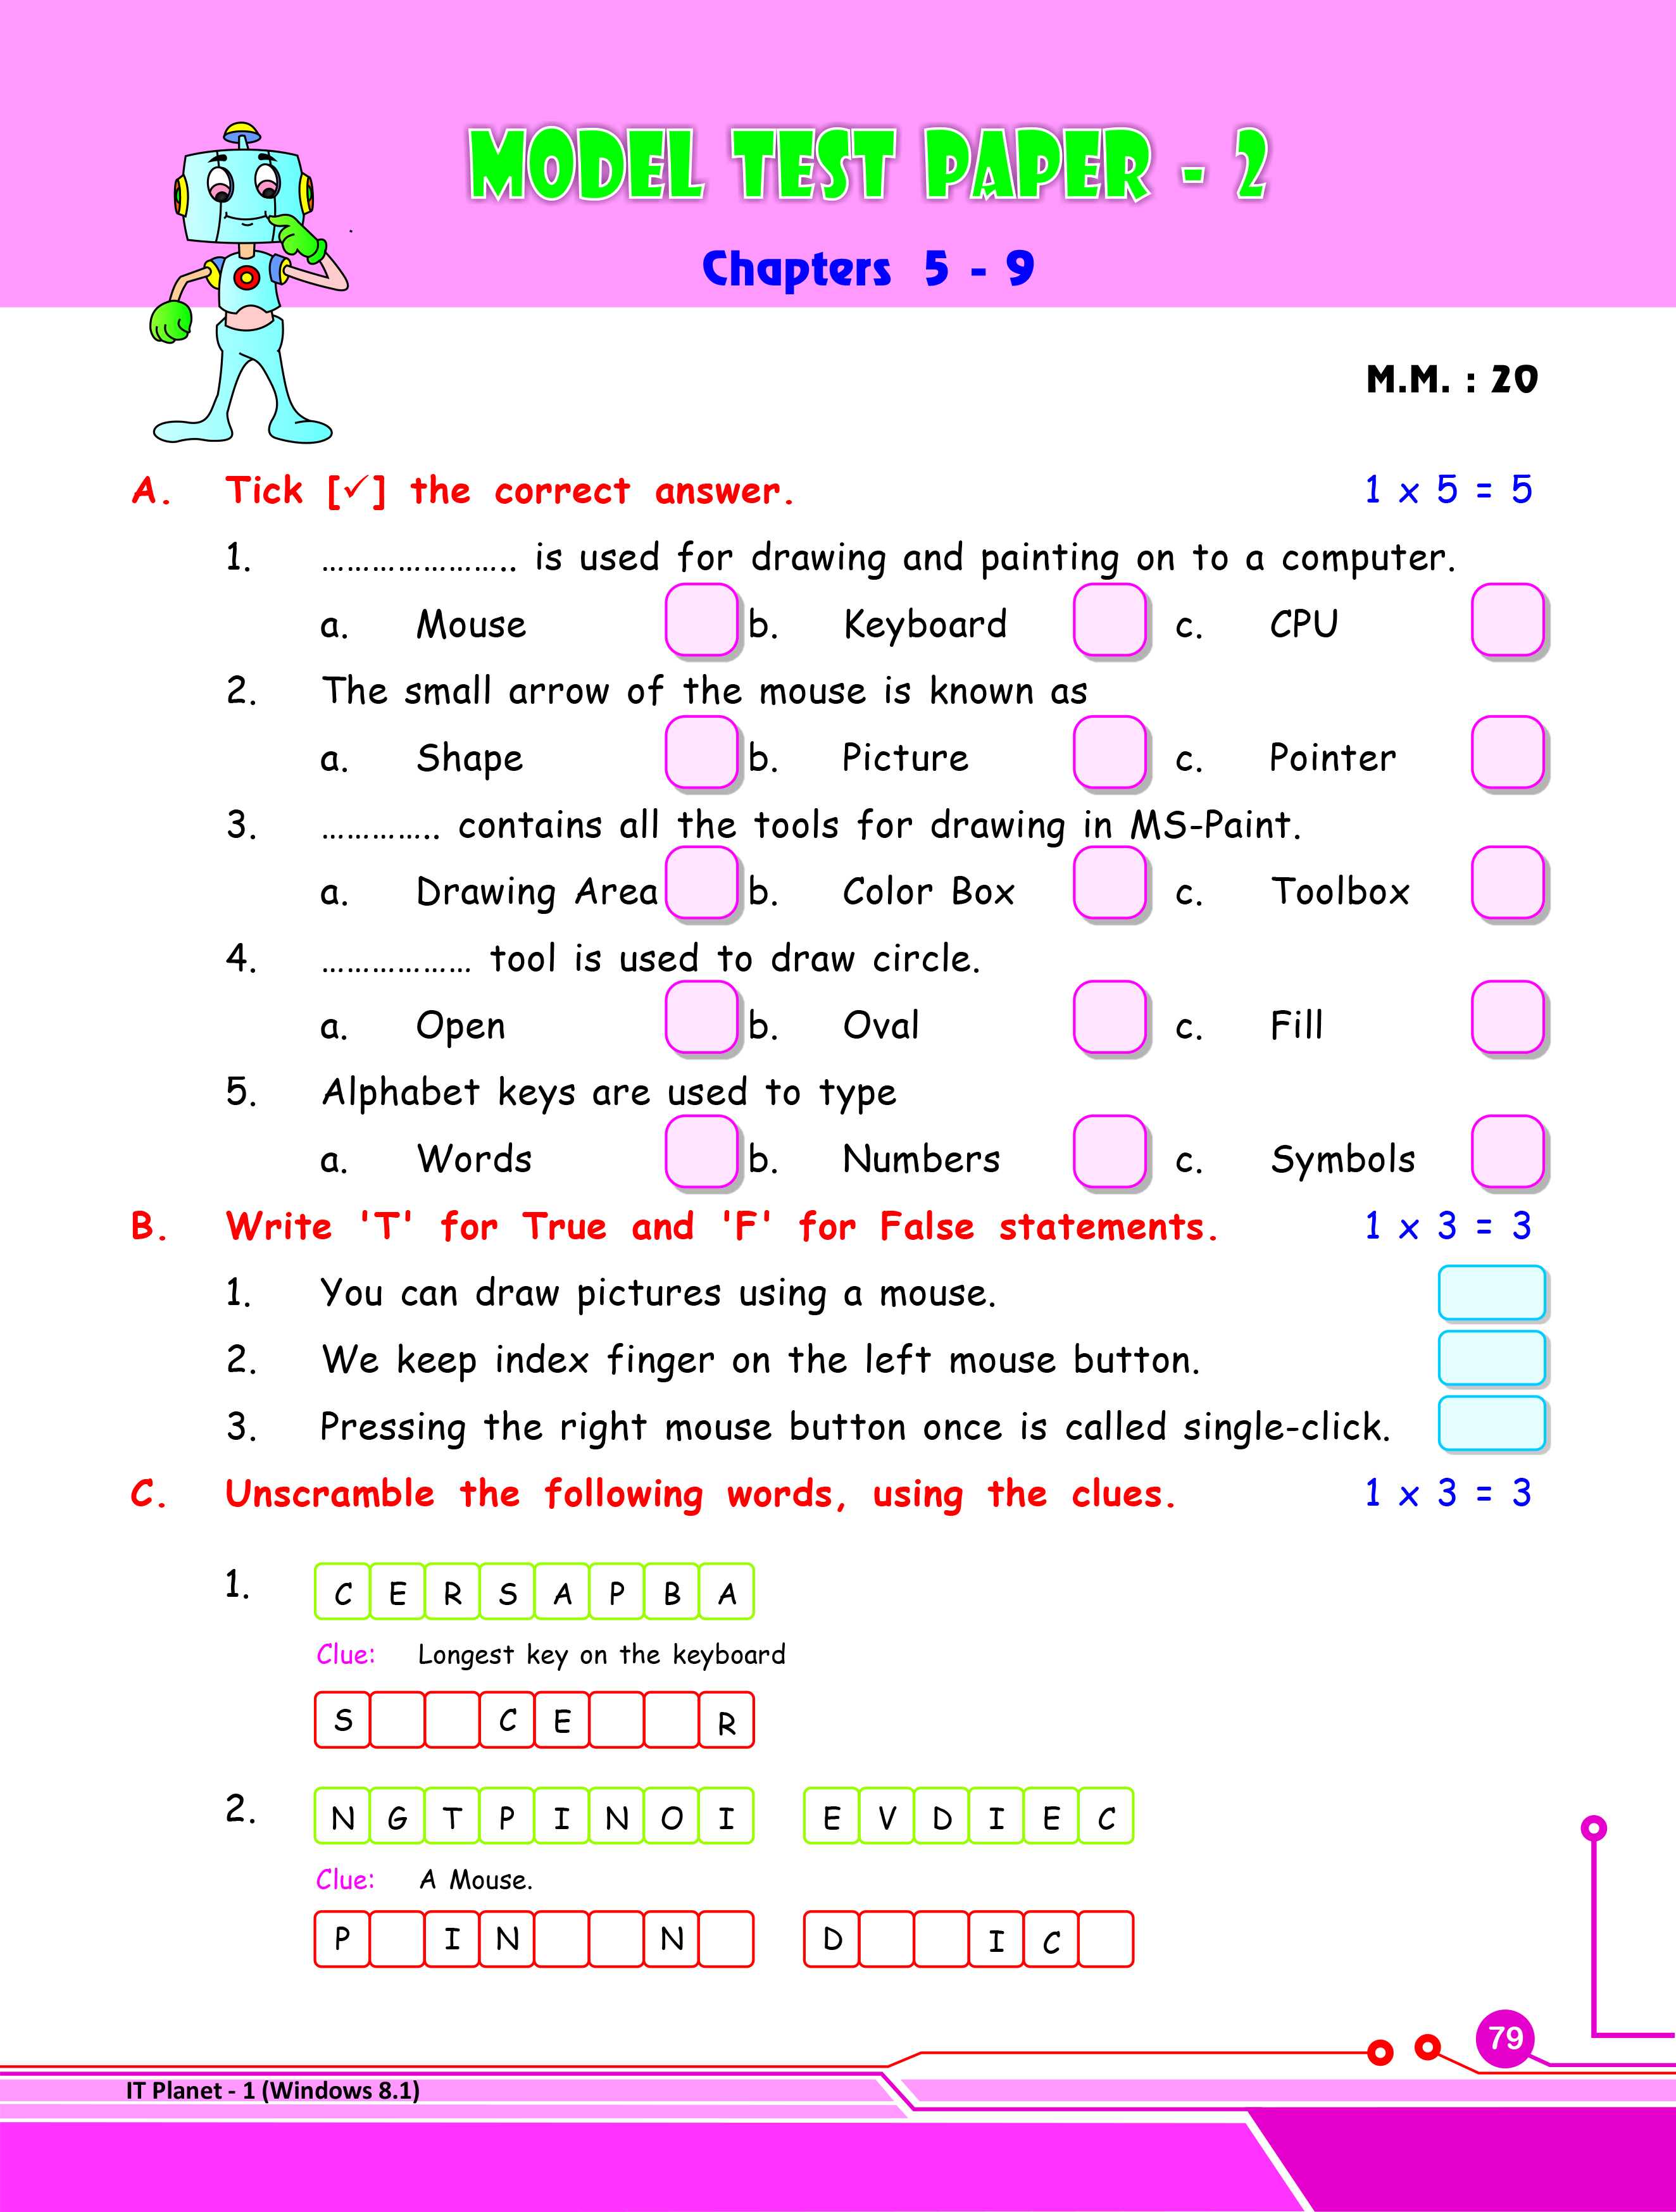 MODEL TEST PAPER - 2
Chapters 5 - 9
M.M. : 20
A. Tick [✓] the correct answer. 1 x 5 = 5
1. ………………….. is used for drawing and painting on to a computer.
a. Mouse b. Keyboard c. CPU
2. The small arrow of the mouse is known as
a. Shape b. Picture c. Pointer
3. ………….. contains all the tools for drawing in MS-Paint.
a. Drawing Area b. Color Box c. Toolbox
4. ……………… tool is used to draw circle.
a. Open b. Oval c. Fill
5. Alphabet keys are used to type
a. Words b. Numbers c. Symbols
B. Write 'T' for True and 'F' for False statements. 1 x 3 = 3
1. You can draw pictures using a mouse.
2. We keep index finger on the left mouse button.
3. Pressing the right mouse button once is called single-click.
C. Unscramble the following words, using the clues. 1 x 3 = 3
1. C E R S A P B A
Clue: Longest key on the keyboard
S C E R
2. N G T P I N O I E V D I E C
Clue: A Mouse.
P I N N D I C
79
IT Planet - 1 (Windows 8.1)